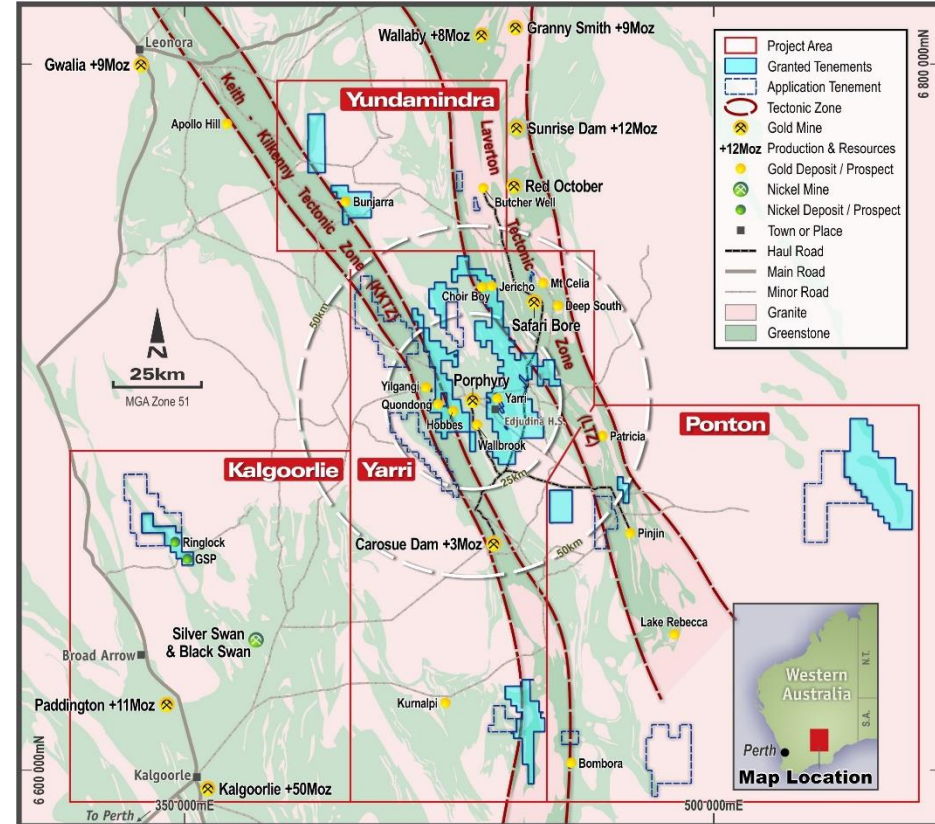 Leonora
Gwalia +9Moz
Wallaby +8Moz
Granny Smith +9Moz
6 800 000mN
Project Area
Granted Tenements
Application Tenement
Tectonic Zone
Gold Mine
+12Moz Production & Resources
Gold Deposit / Prospect
Nickel Mine
Nickel Deposit / Prospect
Town or Place
Haul Road
Main Road
Minor Road
Granite
Greenstone
Yundamindra
Keith - Kilkenny Tectonic Zone (KKTZ)
Laverton Tectonic Zone (LTZ)
Apollo Hill
Sunrise Dam +12Moz
Red October
Butcher Well
Bunjarra
50km
Choir Boy
Jericho
Mt Celia
Deep South
Safari Bore
N
25km
MGA Zone 51
Yilgangi
Porphyry
Quondong
Yarri
Edjudina H.S.
Hobbes
Wallbrook
Patricia
Ponton
Kalgoorlie
Yarri
25km
Ringlock
GSP
Carosue Dam +3Moz
50km
Pinjin
Silver Swan
& Black Swan
Lake Rebecca
Broad Arrow
Paddington +11Moz
Kurnalpi
Western
Australia
N.T.
S.A.
Perth
Map Location
6 600 000mN
Kalgoorle
Kalgoorlie +50Moz
Bombora
To Perth
350 000mE
500 000mE